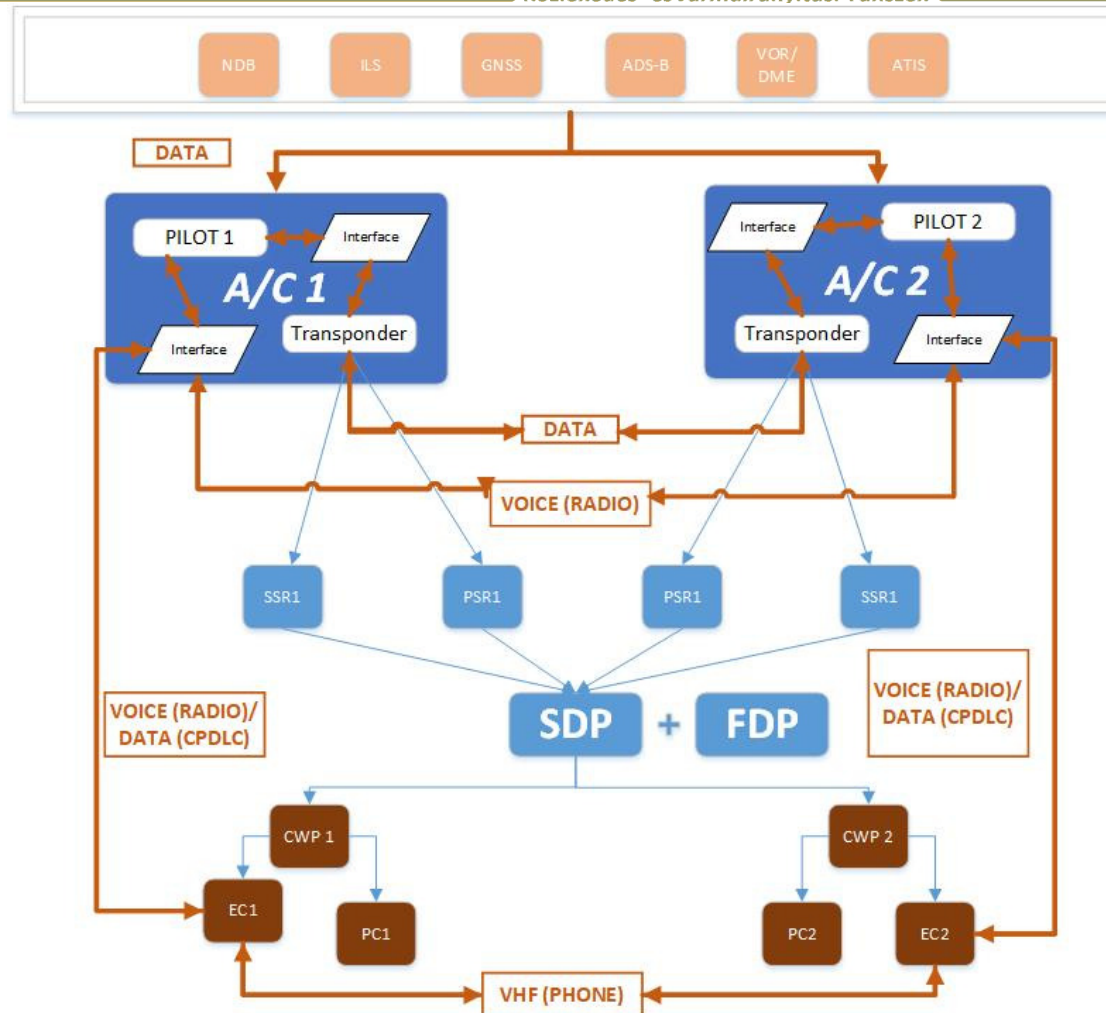 NDB
ILS
GNSS
ADS-B
VOR/
DME
ATIS
DATA
PILOT 1
Interface
A/C 1
Transponder
Interface
Interface
PILOT 2
A/C 2
Transponder
Interface
DATA
VOICE (RADIO)
SSR1
PSR1
PSR1
SSR1
VOICE (RADIO)/
DATA (CPDLC)
SDP + FDP
VOICE (RADIO)/
DATA (CPDLC)
CWP 1
CWP 2
EC1
PC1
PC2
EC2
VHF (PHONE)